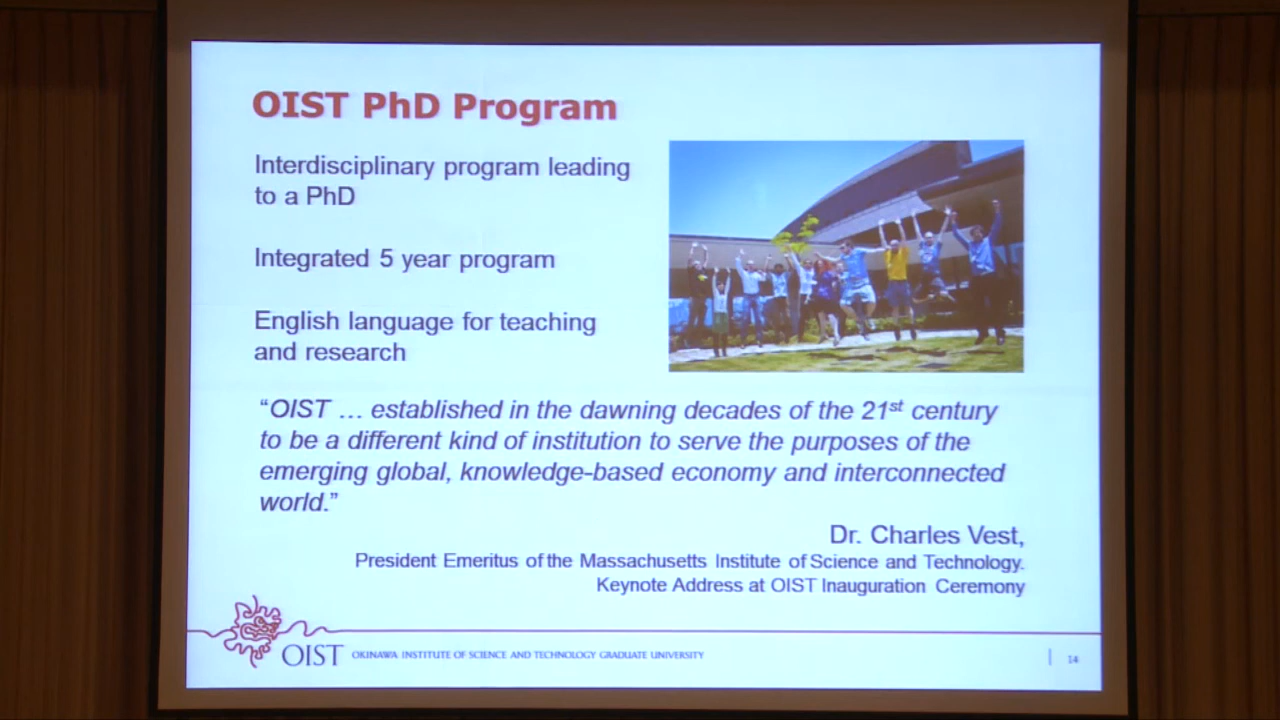 OIST PhD Program
Interdisciplinary program leading
to a PhD
Integrated 5 year program
English language for teaching
and research
“OIST … established in the dawning decades of the 21st century
to be a different kind of institution to serve the purposes of the
emerging global, knowledge-based economy and interconnected
world.”
Dr. Charles Vest,
President Emeritus of the Massachusetts Institute of Science and Technology.
Keynote Address at OIST Inauguration Ceremony
OIST OKINAWA INSTITUTE OF SCIENCE AND TECHNOLOGY GRADUATE UNIVERSITY
14